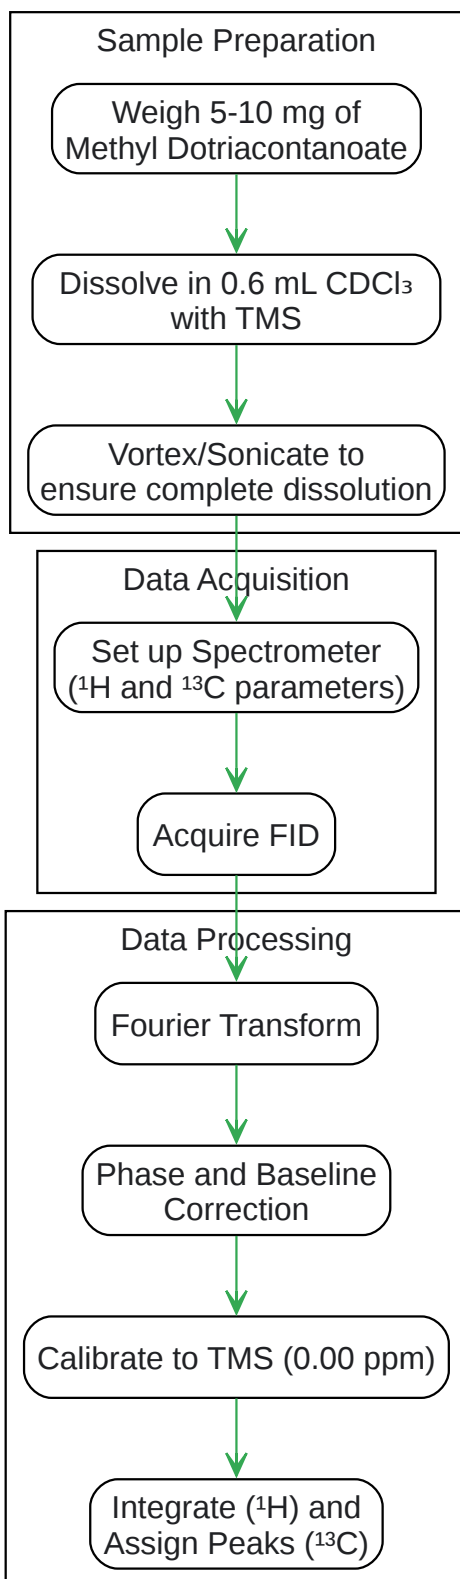 Sample Preparation
Weigh 5-10 mg of
Methyl Dotriacontanoate
Dissolve in 0.6 mL CDCl₃
with TMS
Vortex/Sonicate to
ensure complete dissolution
Data Acquisition
Set up Spectrometer
(¹H and ¹³C parameters)
Acquire FID
Data Processing
Fourier Transform
Phase and Baseline
Correction
Calibrate to TMS (0.00 ppm)
Integrate (¹H) and
Assign Peaks (¹³C)